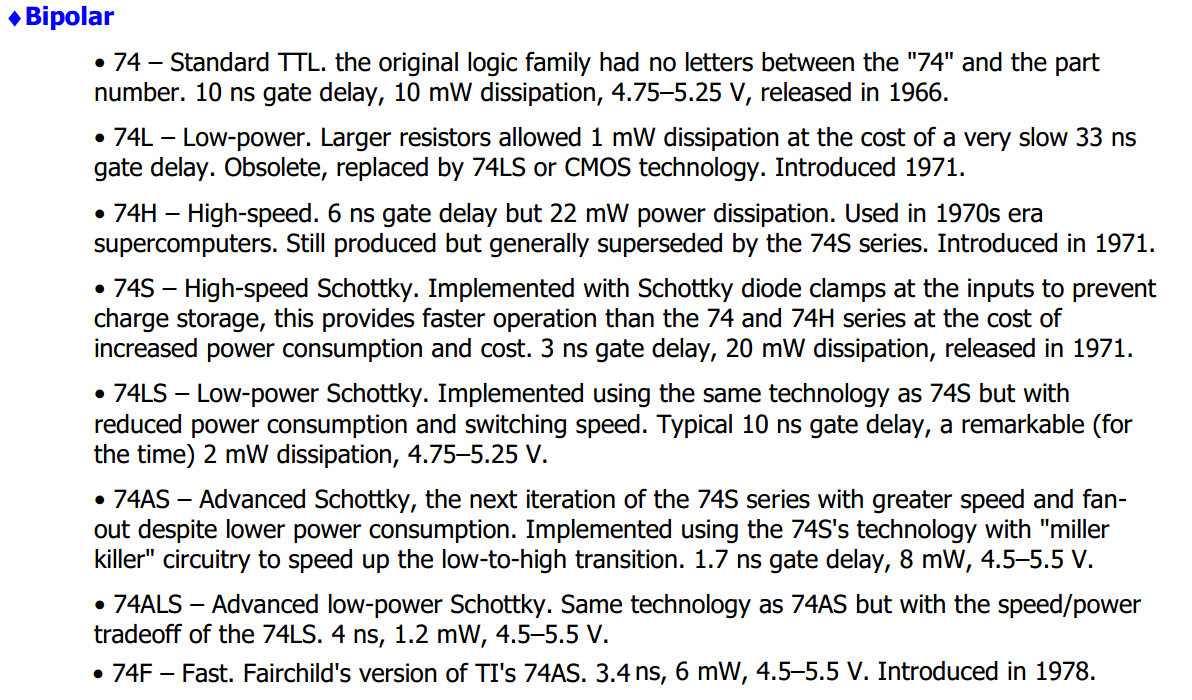 ♦Bipolar
• 74 – Standard TTL. the original logic family had no letters between the "74" and the part
number. 10 ns gate delay, 10 mW dissipation, 4.75–5.25 V, released in 1966.
• 74L – Low-power. Larger resistors allowed 1 mW dissipation at the cost of a very slow 33 ns
gate delay. Obsolete, replaced by 74LS or CMOS technology. Introduced 1971.
• 74H – High-speed. 6 ns gate delay but 22 mW power dissipation. Used in 1970s era
supercomputers. Still produced but generally superseded by the 74S series. Introduced in 1971.
• 74S – High-speed Schottky. Implemented with Schottky diode clamps at the inputs to prevent
charge storage, this provides faster operation than the 74 and 74H series at the cost of
increased power consumption and cost. 3 ns gate delay, 20 mW dissipation, released in 1971.
• 74LS – Low-power Schottky. Implemented using the same technology as 74S but with
reduced power consumption and switching speed. Typical 10 ns gate delay, a remarkable (for
the time) 2 mW dissipation, 4.75–5.25 V.
• 74AS – Advanced Schottky, the next iteration of the 74S series with greater speed and fan-
out despite lower power consumption. Implemented using the 74S's technology with "miller
killer" circuitry to speed up the low-to-high transition. 1.7 ns gate delay, 8 mW, 4.5–5.5 V.
• 74ALS – Advanced low-power Schottky. Same technology as 74AS but with the speed/power
tradeoff of the 74LS. 4 ns, 1.2 mW, 4.5–5.5 V.
• 74F – Fast. Fairchild's version of TI's 74AS. 3.4 ns, 6 mW, 4.5–5.5 V. Introduced in 1978.